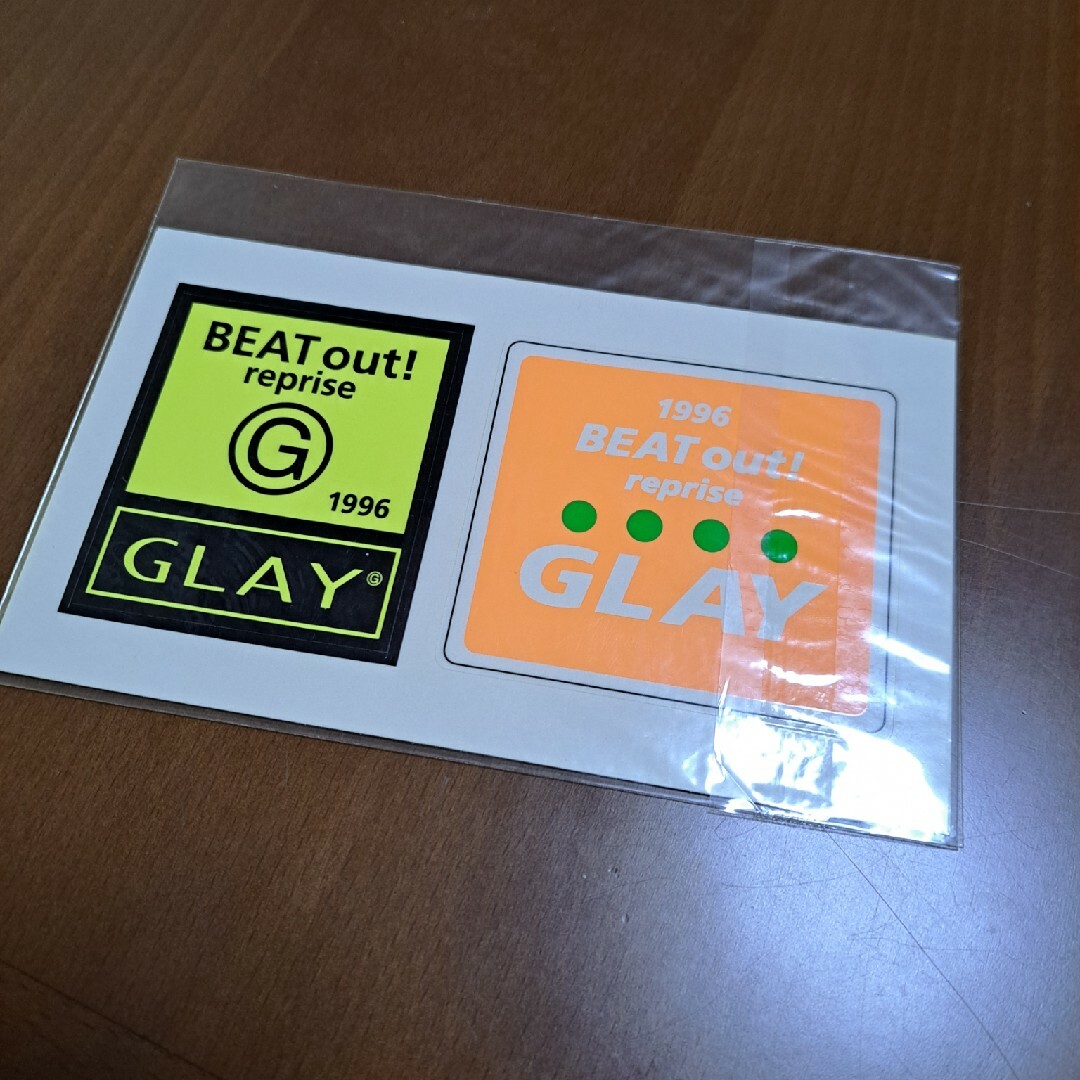 BEAT out!
reprise
G
1996
GLAY G
1996
BEAT out!
reprise
GLAY